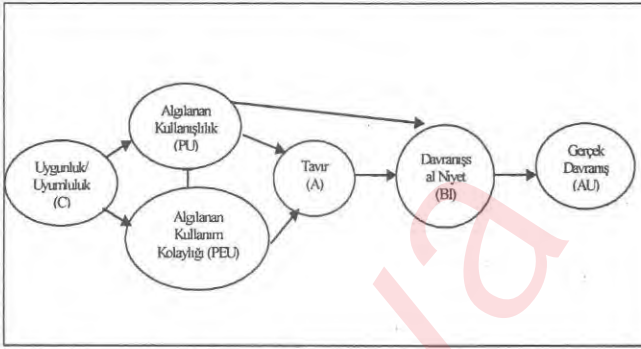 Algılanan
Kullanışlılık
(PU)
Uygunluk/
Uyumluluk
(C)
Algılanan
Kullanım
Kolaylığı (PEU)
Tavır
(A)
Davranışs
al Niyet
(BI)
Gerçek
Davranış
(AU)